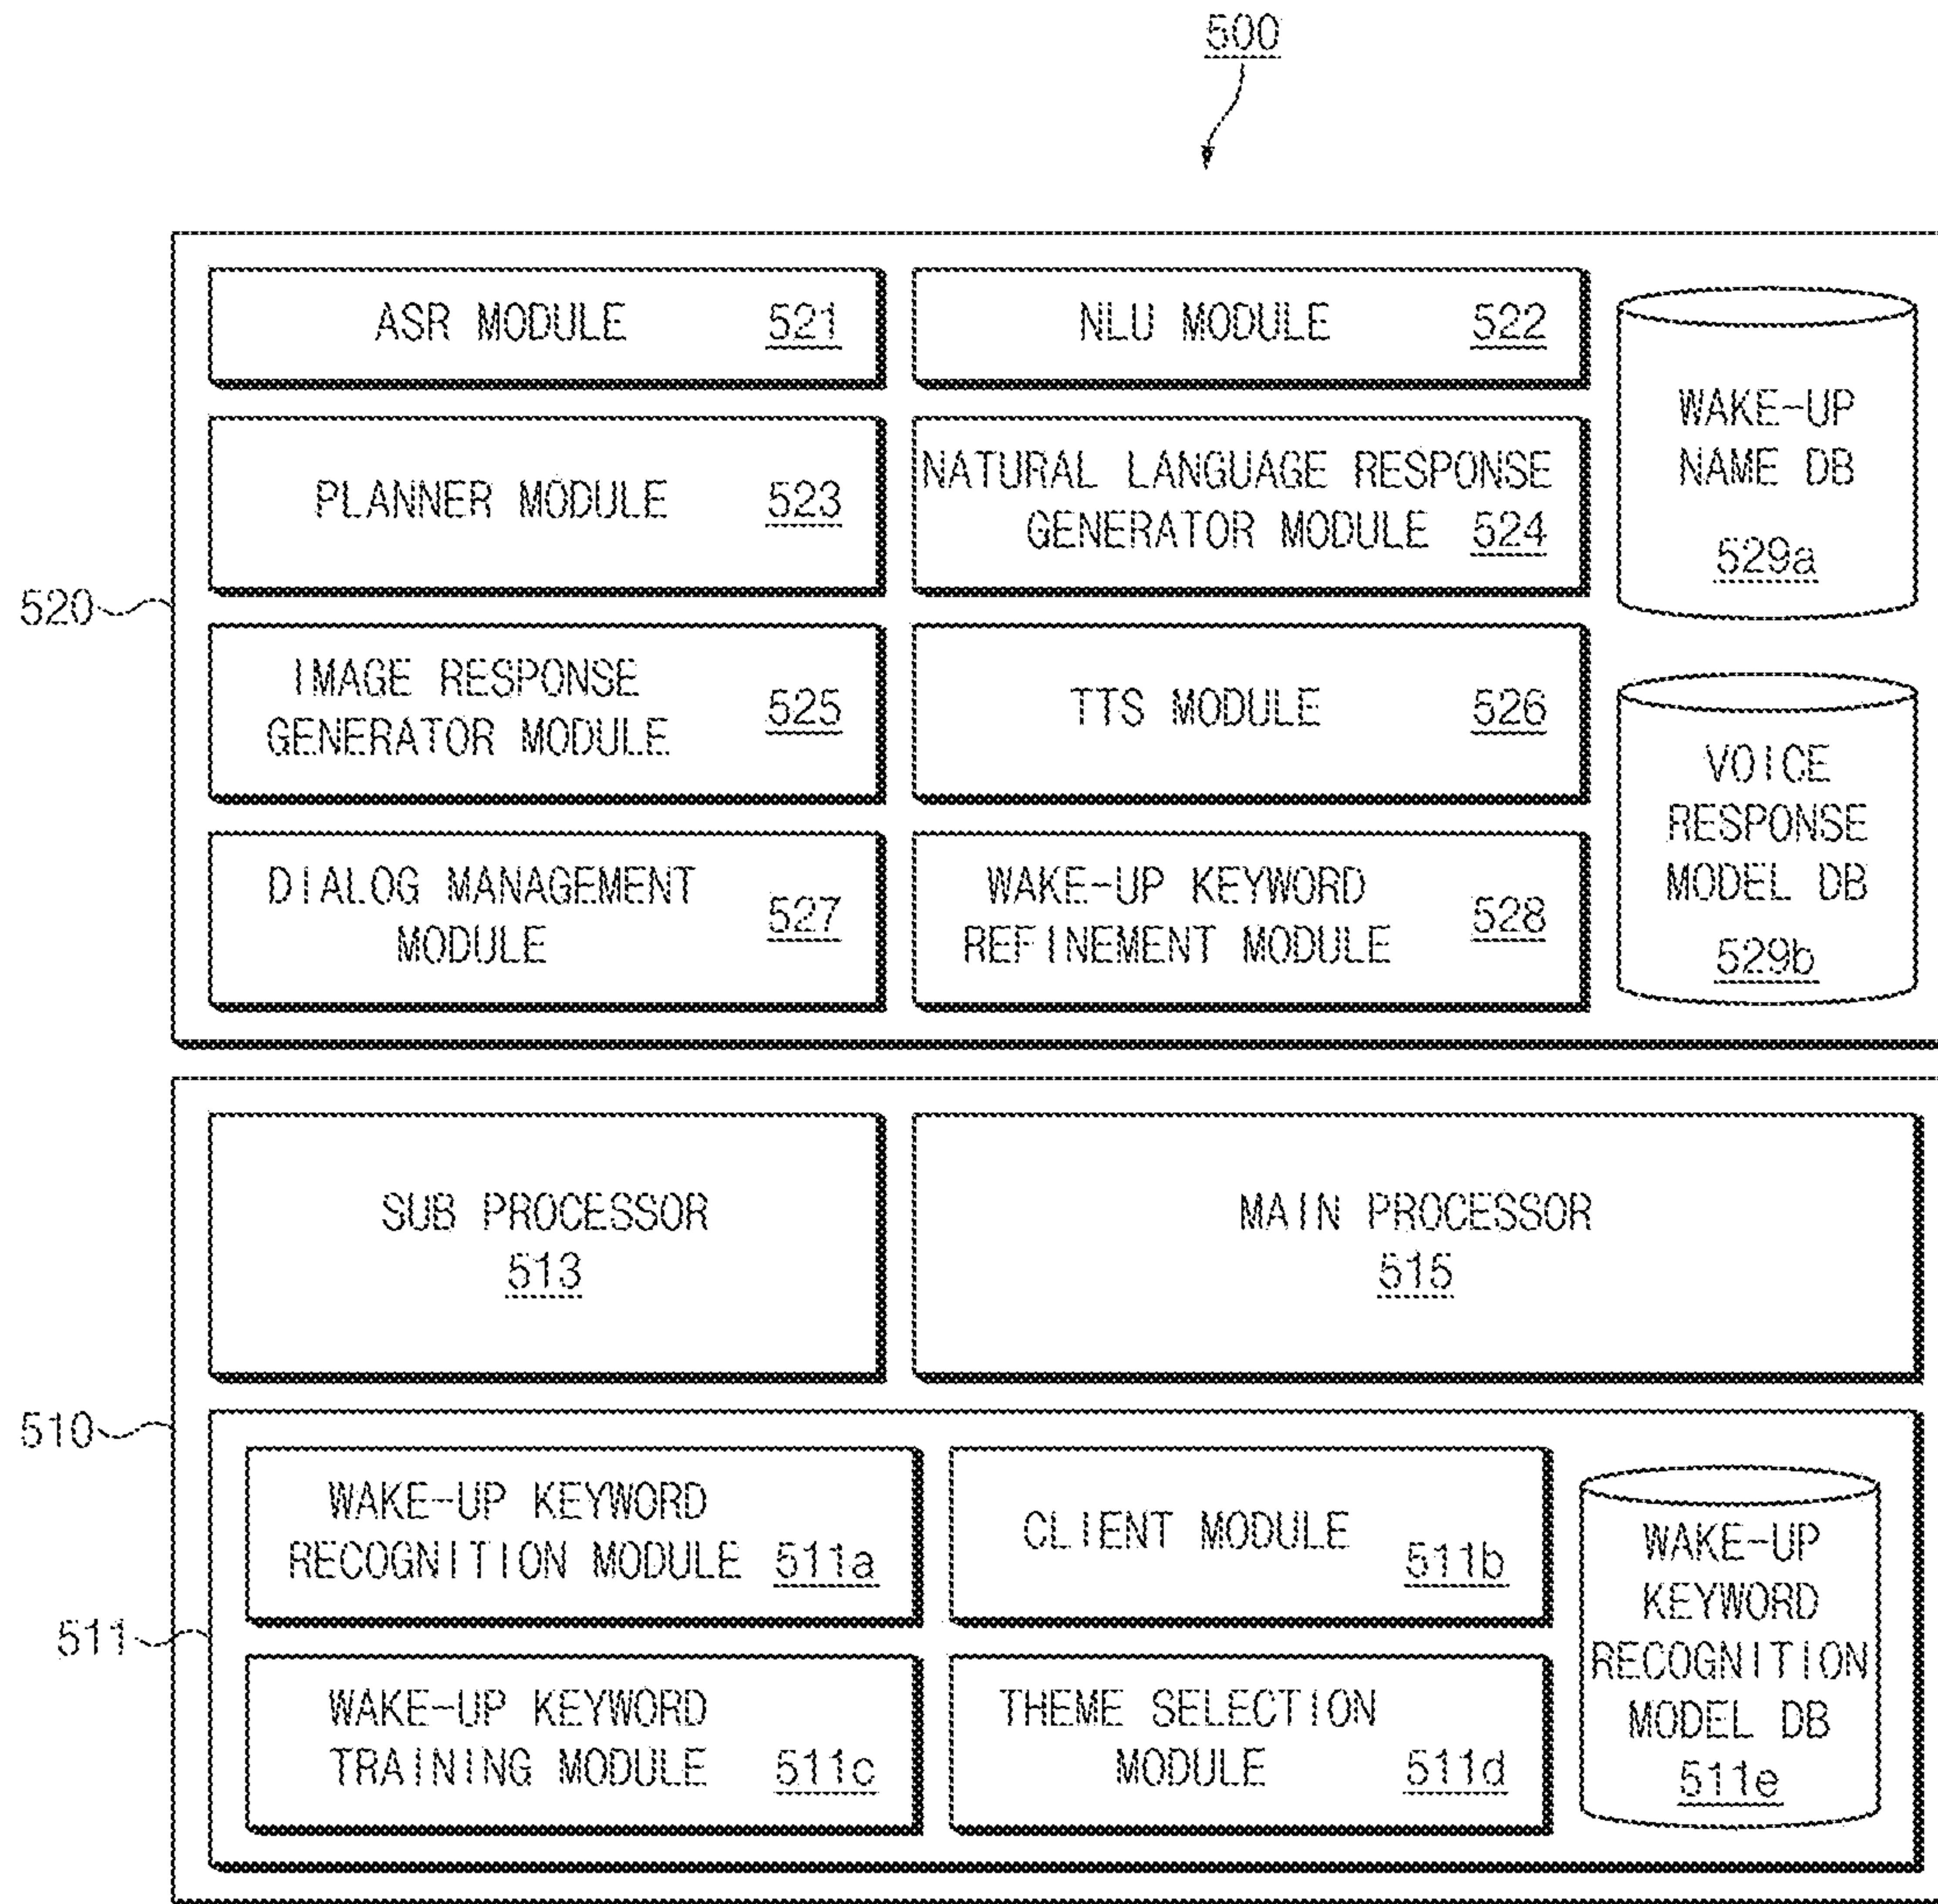 500
ASR MODULE 521
NLU MODULE 522
WAKE-UP
NAME DB
529a
PLANNER MODULE 523
NATURAL LANGUAGE RESPONSE
GENERATOR MODULE 524
520
IMAGE RESPONSE
GENERATOR MODULE 525
TTS MODULE 526
VOICE
RESPONSE
MODEL DB
529b
DIALOG MANAGEMENT
MODULE 527
WAKE-UP KEYWORD
REFINEMENT MODULE 528
SUB PROCESSOR
513
MAIN PROCESSOR
515
510
511
WAKE-UP KEYWORD
RECOGNITION MODULE 511a
CLIENT MODULE
511b
WAKE-UP KEYWORD
TRAINING MODULE 511c
THEME SELECTION
MODULE 511d
WAKE-UP
KEYWORD
RECOGNITION
MODEL DB
511e